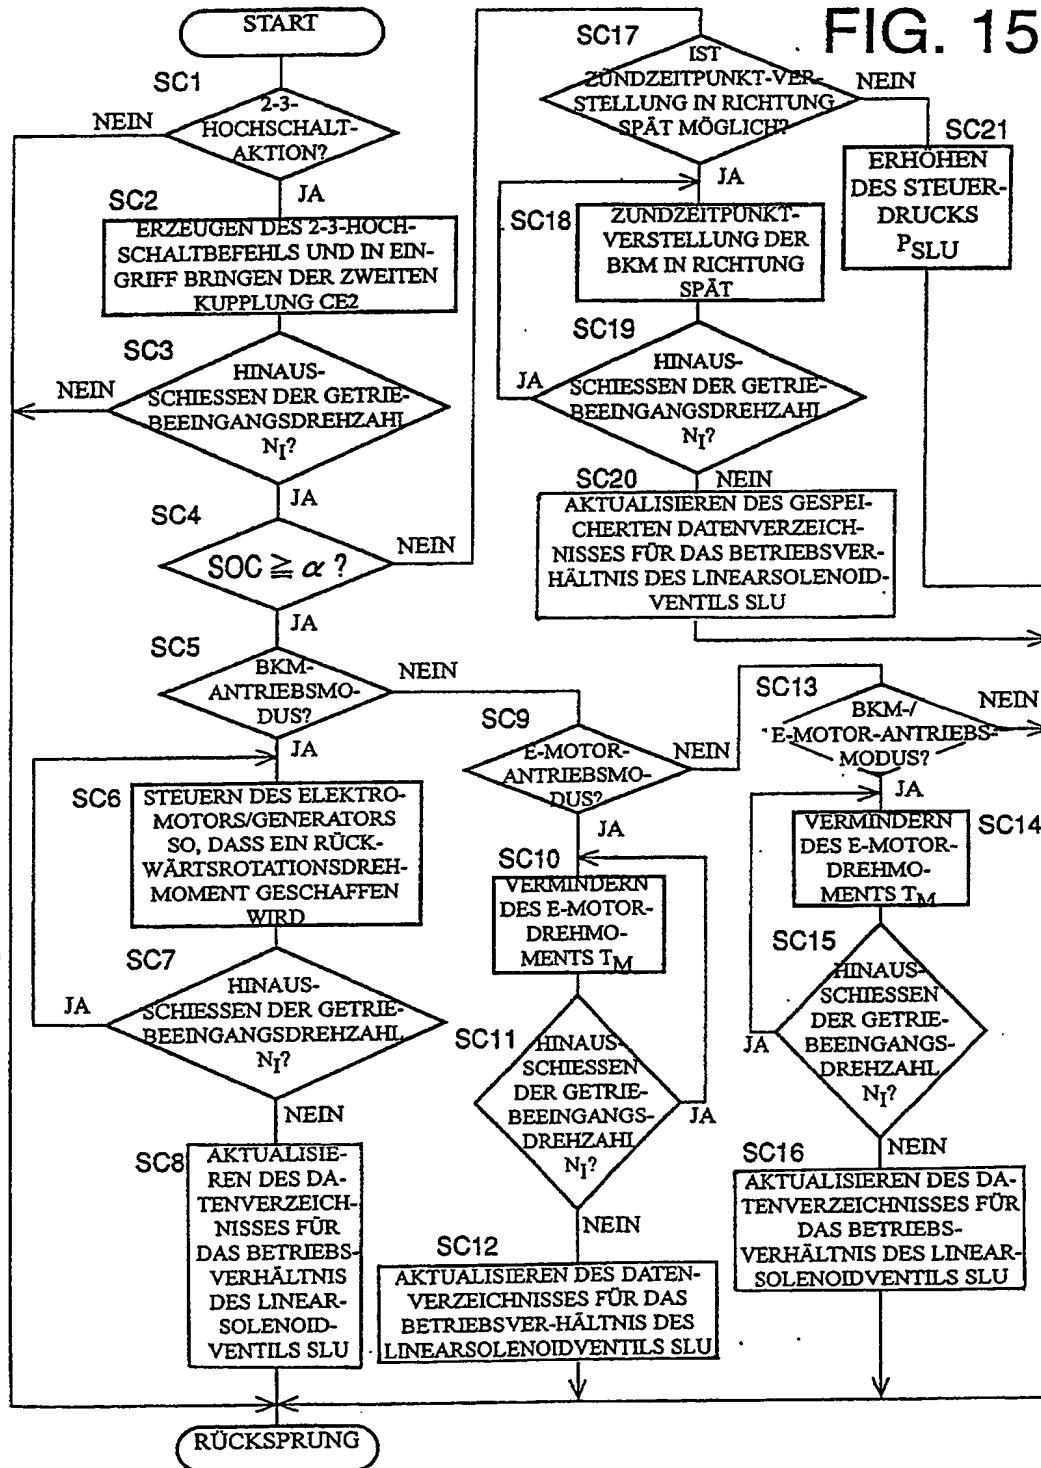 FIG. 15
START
SC1
2-3-
HOCHSCHALT-
AKTION?
NEIN
JA
SC2
ERZEUGEN DES 2-3-HOCH-
SCHALTBEFEHLS UND IN EIN-
GRIFF BRINGEN DER ZWEITEN
KUPPLUNG CE2
SC3
HINAUS-
SCHIESSEN DER GETRIE-
BEEINGANGSDREHZAHL
NI?
NEIN
JA
SC4
SOC ≧ α ?
NEIN
JA
SC5
BKM-
ANTRIEBSMO-
DUS?
NEIN
JA
SC6
STEUERN DES ELEKTRO-
MOTORS/GENERATORS
SO, DASS EIN RÜCK-
WÄRTSROTATIONSDREH-
MOMENT GESCHAFFEN
WIRD
SC7
HINAUS-
SCHIESSEN DER GETRIE-
BEEINGANGSDREHZAHL
NI?
JA
NEIN
SC8
AKTUALISIE-
REN DES DA-
TENVERZEICH-
NISSES FÜR
DAS BETRIEBS-
VERHÄLTNIS
DES LINEAR-
SOLENOID-
VENTILS SLU
RÜCKSPRUNG
SC9
E-MOTOR-
ANTRIEBSMO-
DUS?
NEIN
JA
SC10
VERMINDERN
DES E-MOTOR-
DREHMO-
MENTS TM
SC11
HINAUS-
SCHIESSEN
DER GETRIE-
BEEINGANGS-
DREHZAHL
NI?
JA
NEIN
SC12
AKTUALISIEREN DES DATEN-
VERZEICHNISSES FÜR DAS
BETRIEBSVER-HÄLTNIS DES
LINEARSOLENOIDVENTILS SLU
SC13
BKM-/
E-MOTOR-ANTRIEBS-
MODUS?
NEIN
JA
SC14
VERMINDERN
DES E-MOTOR-
DREHMO-
MENTS TM
SC15
HINAUS-
SCHIESSEN
DER GETRIE-
BEEINGANGS-
DREHZAHL
NI?
JA
NEIN
SC16
AKTUALISIEREN DES DA-
TENVERZEICHNISSES FÜR
DAS BETRIEBS-
VERHÄLTNIS DES LINEAR-
SOLENOIDVENTILS SLU
SC17
IST
ZÜNDZEITPUNKT-VER-
STELLUNG IN RICHTUNG
SPÄT MÖGLICH?
NEIN
JA
SC18
ZUNDZEITPUNKT-
VERSTELLUNG DER
BKM IN RICHTUNG
SPÄT
SC19
HINAUS-
SCHIESSEN DER GETRIE-
BEEINGANGSDREHZAHL
NI?
JA
NEIN
SC20
AKTUALISIEREN DES GESPEI-
CHERTEN DATENVERZEICH-
NISSES FÜR DAS BETRIEBSVER-
HÄLTNIS DES LINEARSOLENOID-
VENTILS SLU
SC21
ERHÖHEN
DES STEUER-
DRUCKS
PSLU